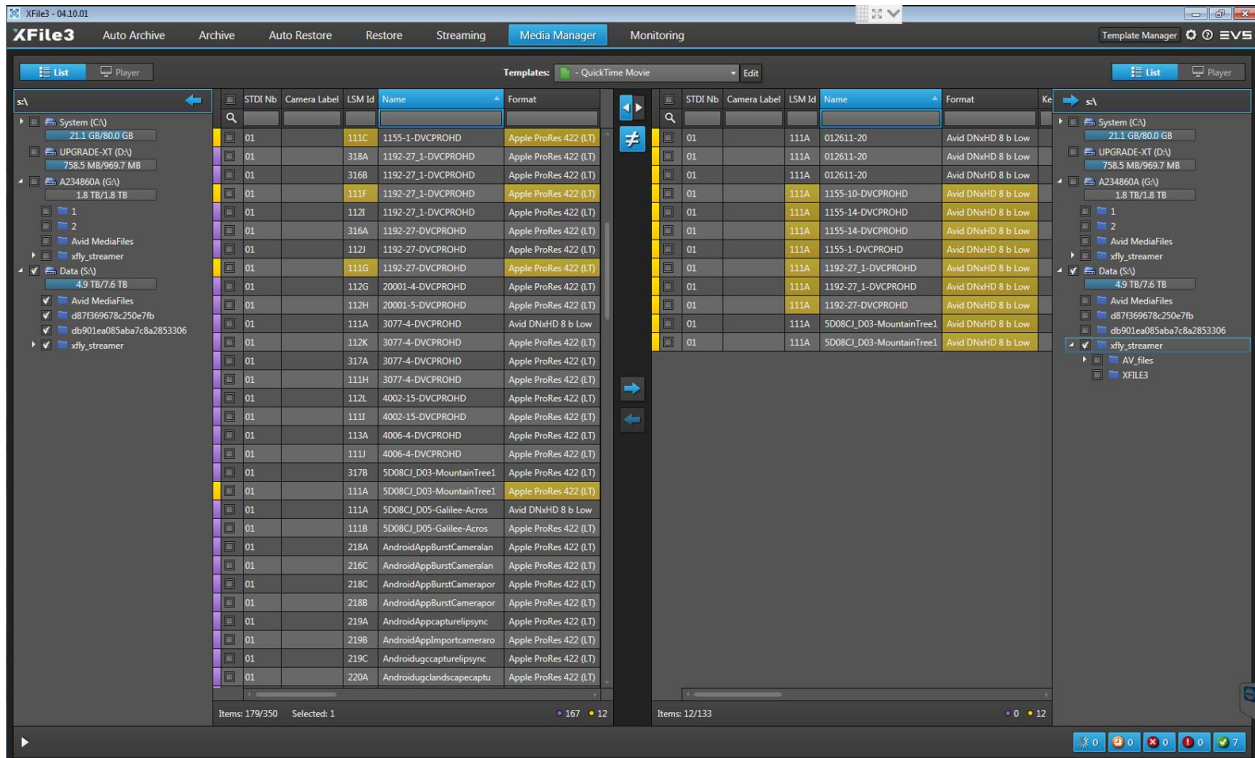 XFile3 - 04.10.01
XFile3 Auto Archive Archive Auto Restore Restore Streaming Media Manager Monitoring Template Manager EVS
List Player Templates: - QuickTime Movie Edit List Player
s:\
System (C:\)
21.1 GB/80.0 GB
UPGRADE-XT (D:\)
758.5 MB/969.7 MB
A234860A (G:\)
1.8 TB/1.8 TB
1
2
Avid MediaFiles
xfly_streamer
Data (S:\)
4.9 TB/7.6 TB
Avid MediaFiles
d87f369678c250e7fb
db901ea085aba7c8a2853306
xfly_streamer
STDI Nb Camera Label LSM Id Name Format
01 111C 1155-1-DVCPROHD Apple ProRes 422 (LT)
01 318A 1192-27_1-DVCPROHD Apple ProRes 422 (LT)
01 316B 1192-27_1-DVCPROHD Apple ProRes 422 (LT)
01 111F 1192-27_1-DVCPROHD Apple ProRes 422 (LT)
01 112I 1192-27_1-DVCPROHD Apple ProRes 422 (LT)
01 316A 1192-27-DVCPROHD Apple ProRes 422 (LT)
01 112J 1192-27-DVCPROHD Apple ProRes 422 (LT)
01 111G 1192-27-DVCPROHD Apple ProRes 422 (LT)
01 112G 20001-4-DVCPROHD Apple ProRes 422 (LT)
01 112H 20001-5-DVCPROHD Apple ProRes 422 (LT)
01 111A 3077-4-DVCPROHD Avid DNxHD 8 b Low
01 112K 3077-4-DVCPROHD Apple ProRes 422 (LT)
01 317A 3077-4-DVCPROHD Apple ProRes 422 (LT)
01 111H 3077-4-DVCPROHD Apple ProRes 422 (LT)
01 112L 4002-15-DVCPROHD Apple ProRes 422 (LT)
01 111I 4002-15-DVCPROHD Apple ProRes 422 (LT)
01 113A 4006-4-DVCPROHD Apple ProRes 422 (LT)
01 111J 4006-4-DVCPROHD Apple ProRes 422 (LT)
01 317B 5D08CJ_D03-MountainTree1 Apple ProRes 422 (LT)
01 111A 5D08CJ_D03-MountainTree1 Apple ProRes 422 (LT)
01 111A 5D08CJ_D05-Galilee-Acros Avid DNxHD 8 b Low
01 111B 5D08CJ_D05-Galilee-Acros Apple ProRes 422 (LT)
01 218A AndroidAppBurstCameralan Apple ProRes 422 (LT)
01 216C AndroidAppBurstCameralan Apple ProRes 422 (LT)
01 218C AndroidAppBurstCamerapor Apple ProRes 422 (LT)
01 218B AndroidAppBurstCamerapor Apple ProRes 422 (LT)
01 219A AndroidAppcapturelipsync Apple ProRes 422 (LT)
01 219B AndroidAppImportcameraro Apple ProRes 422 (LT)
01 219C Androidugccapturelipsync Apple ProRes 422 (LT)
01 220A Androidugclandscapecaptu Apple ProRes 422 (LT)
Items: 179/350 Selected: 1 167 12
STDI Nb Camera Label LSM Id Name Format Ke
01 111A 012611-20 Avid DNxHD 8 b Low
01 111A 012611-20 Avid DNxHD 8 b Low
01 111A 012611-20 Avid DNxHD 8 b Low
01 111A 1155-10-DVCPROHD Avid DNxHD 8 b Low
01 111A 1155-14-DVCPROHD Avid DNxHD 8 b Low
01 111A 1155-14-DVCPROHD Avid DNxHD 8 b Low
01 111A 1155-1-DVCPROHD Avid DNxHD 8 b Low
01 111A 1192-27_1-DVCPROHD Avid DNxHD 8 b Low
01 111A 1192-27_1-DVCPROHD Avid DNxHD 8 b Low
01 111A 1192-27-DVCPROHD Avid DNxHD 8 b Low
01 111A 5D08CJ_D03-MountainTree1 Avid DNxHD 8 b Low
01 111A 5D08CJ_D03-MountainTree1 Avid DNxHD 8 b Low
Items: 12/133 0 12
s:\
System (C:\)
21.1 GB/80.0 GB
UPGRADE-XT (D:\)
758.5 MB/969.7 MB
A234860A (G:\)
1.8 TB/1.8 TB
1
2
Avid MediaFiles
xfly_streamer
Data (S:\)
4.9 TB/7.6 TB
Avid MediaFiles
d87f369678c250e7fb
db901ea085aba7c8a2853306
xfly_streamer
AV_files
XFILE3
0 0 0 0 7